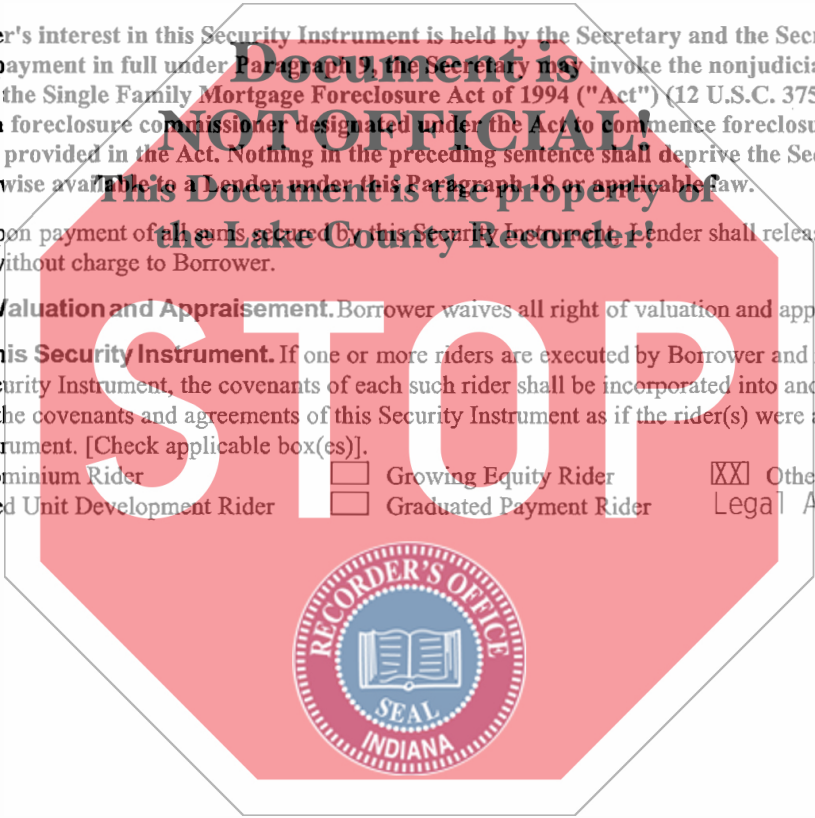 er's interest in this Security Instrument is held by the Secretary and the Secr
payment in full under Paragraph 9, the Secretary may invoke the nonjudicia
the Single Family Mortgage Foreclosure Act of 1994 ("Act") (12 U.S.C. 375
a foreclosure commissioner designated under the Act to commence foreclosu
provided in the Act. Nothing in the preceding sentence shall deprive the Sec
wise available to a Lender under this Paragraph 18 or applicable law.
Document is
NOT OFFICIAL!
This Document is the property of
the Lake County Recorder!
pon payment of all sums secured by this Security Instrument, Lender shall releas
without charge to Borrower.
Valuation and Appraisement. Borrower waives all right of valuation and app
his Security Instrument. If one or more riders are executed by Borrower and
curity Instrument, the covenants of each such rider shall be incorporated into and
he covenants and agreements of this Security Instrument as if the rider(s) were a
rument. [Check applicable box(es)].
ominium Rider Growing Equity Rider XX Othe
ed Unit Development Rider Graduated Payment Rider Legal A
STOP
RECORDER'S OFFICE
SEAL
INDIANA